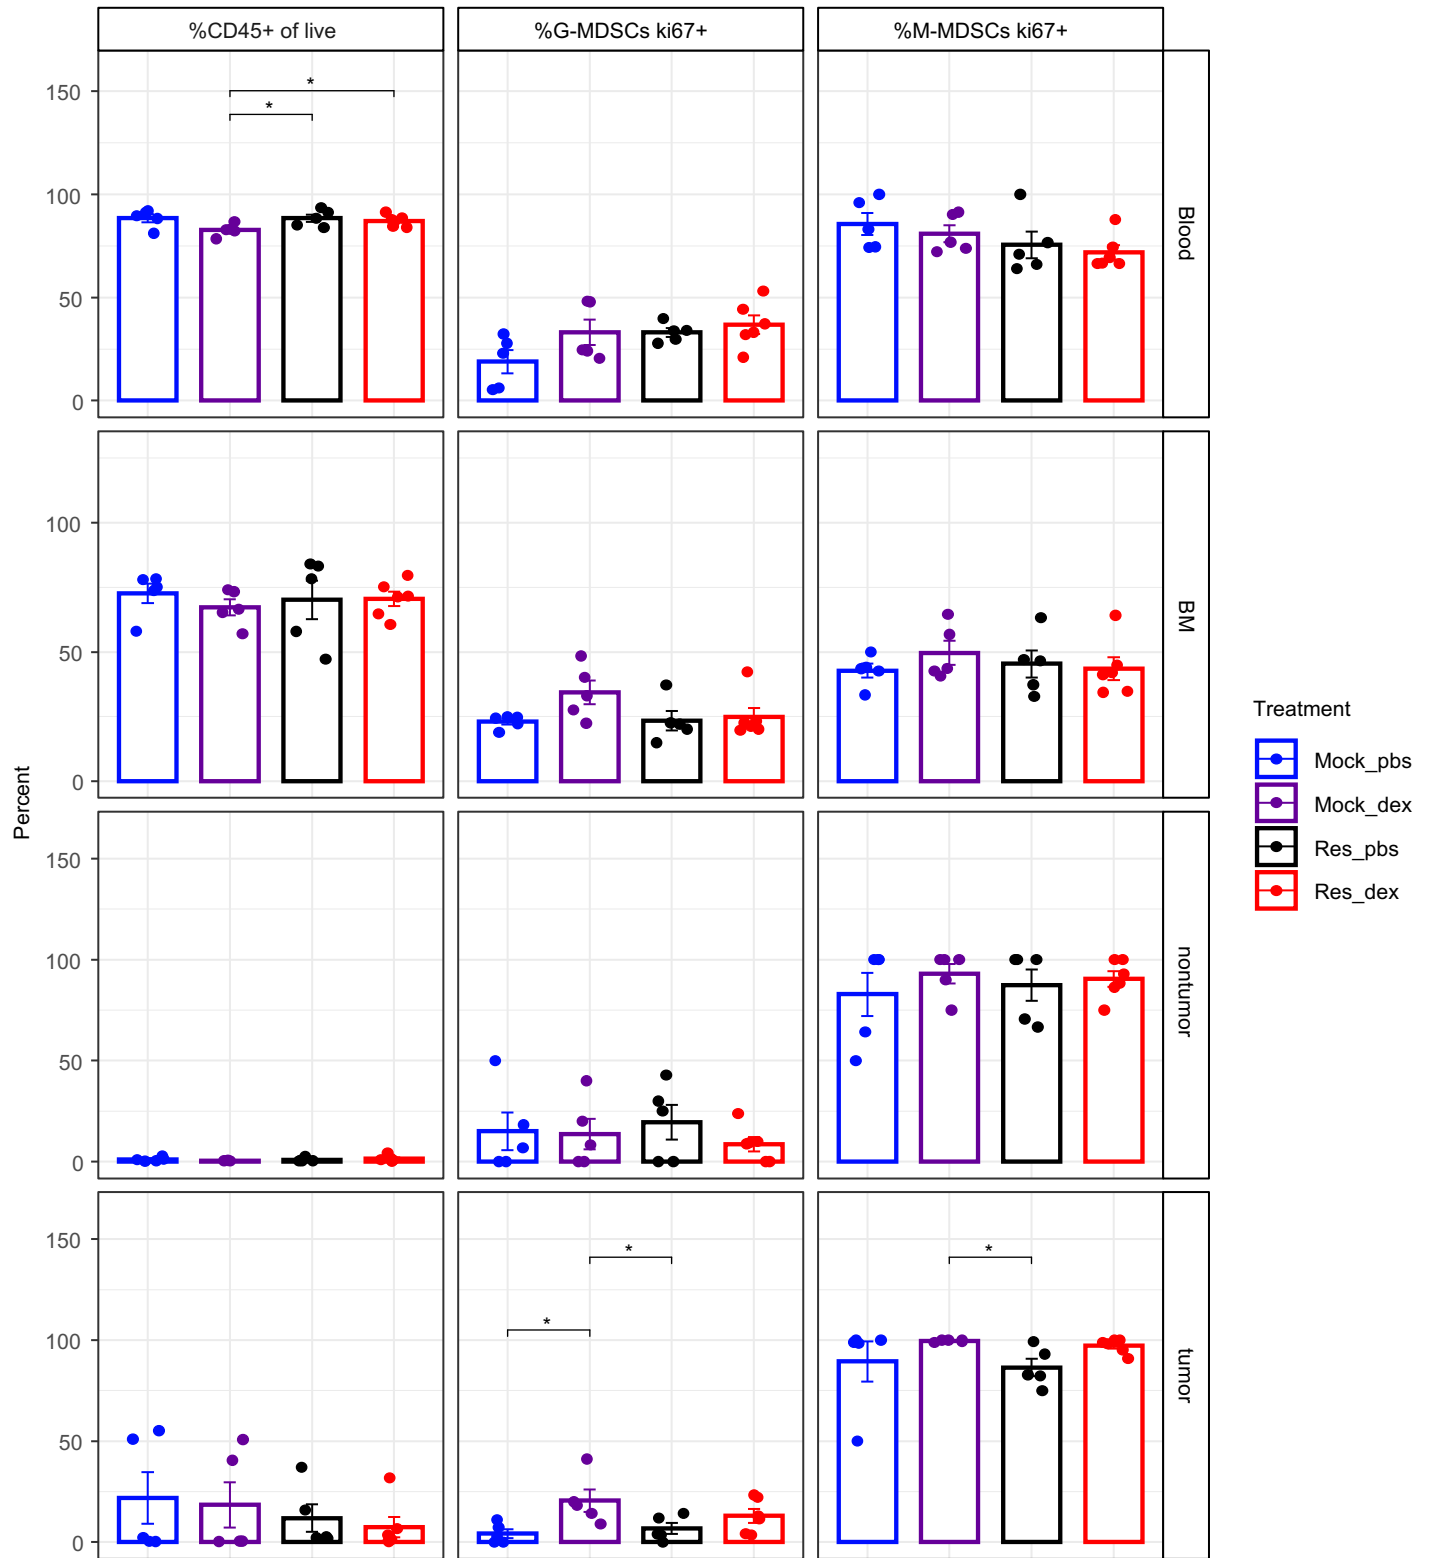 %CD45+ of live
%G-MDSCs ki67+
%M-MDSCs ki67+
150
100
50
0
*
*
Blood
100
50
0
BM
Percent
150
100
50
0
nontumor
150
100
50
0
*
*
*
tumor
Treatment
Mock_pbs
Mock_dex
Res_pbs
Res_dex